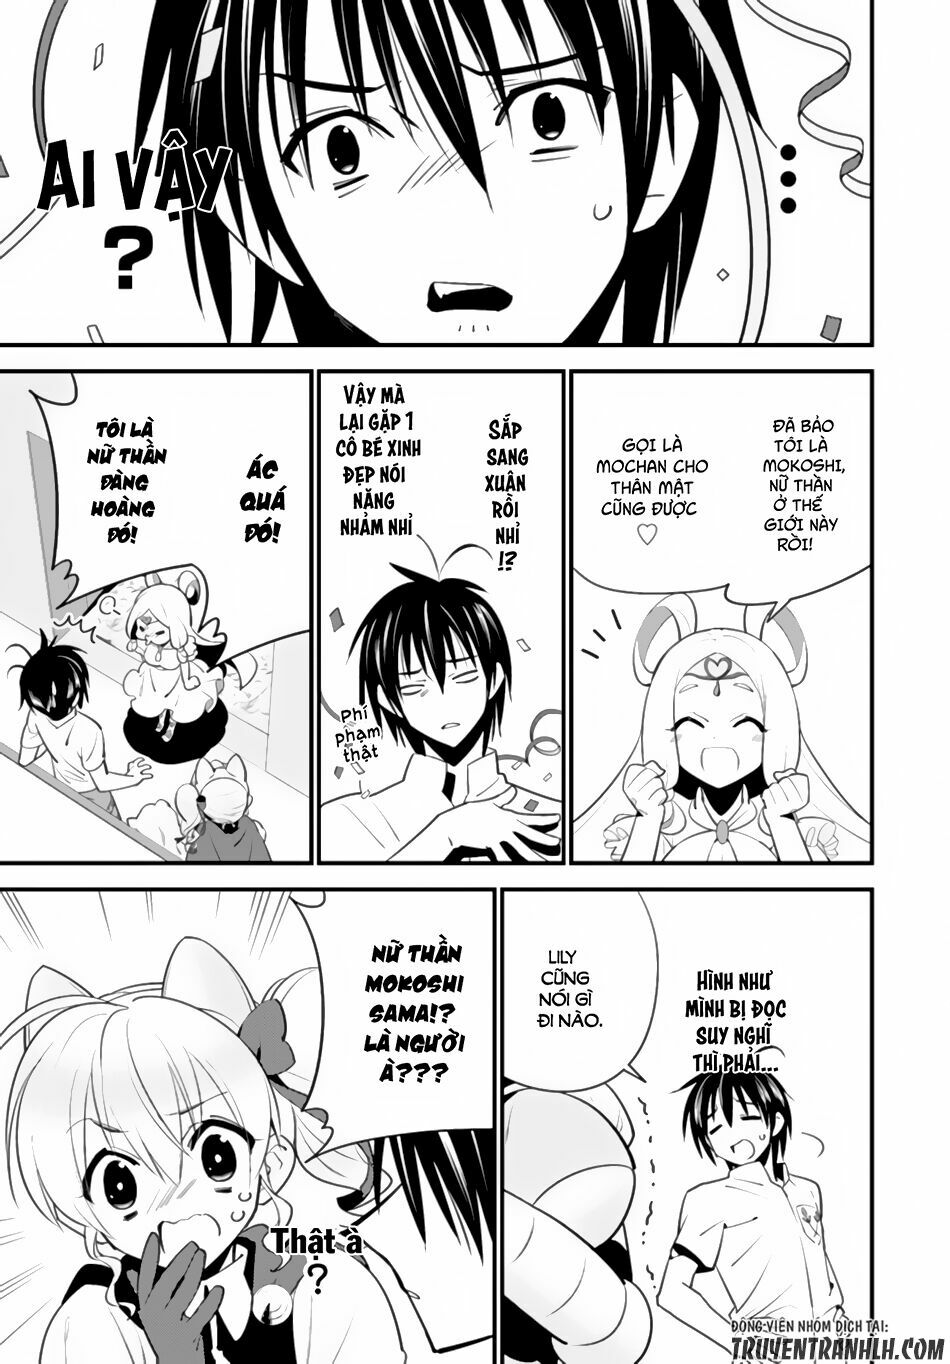 ...
AI VẬY
?
ĐÃ BẢO
TÔI LÀ
MOKOSHI,
NỮ THẦN
Ở THẾ
GIỚI NÀY
RỒI!
GỌI LÀ
MOCHAN CHO
THÂN MẬT
CŨNG ĐƯỢC
♡
SẮP
SANG
XUÂN
RỒI
NHỈ
!?
VẬY MÀ
LẠI GẶP 1
CÔ BÉ XINH
ĐẸP NÓI
NĂNG
NHẢM NHỈ
Phí
phạm
thật
ÁC
QUÁ
ĐÓ!
TÔI LÀ
NỮ THẦN
ĐÀNG
HOÀNG
ĐÓ!
?
HÌNH NHƯ
MÌNH BỊ ĐỌC
SUY NGHĨ
THÌ PHẢI...
LILY
CŨNG
NÓI GÌ
ĐI NÀO.
NỮ THẦN
MOKOSHI
SAMA!?
LÀ NGƯỜI
À???
Thật à
?
ĐỘNG VIÊN NHÓM DỊCH TẠI:
TRUYENTRANHLH.COM